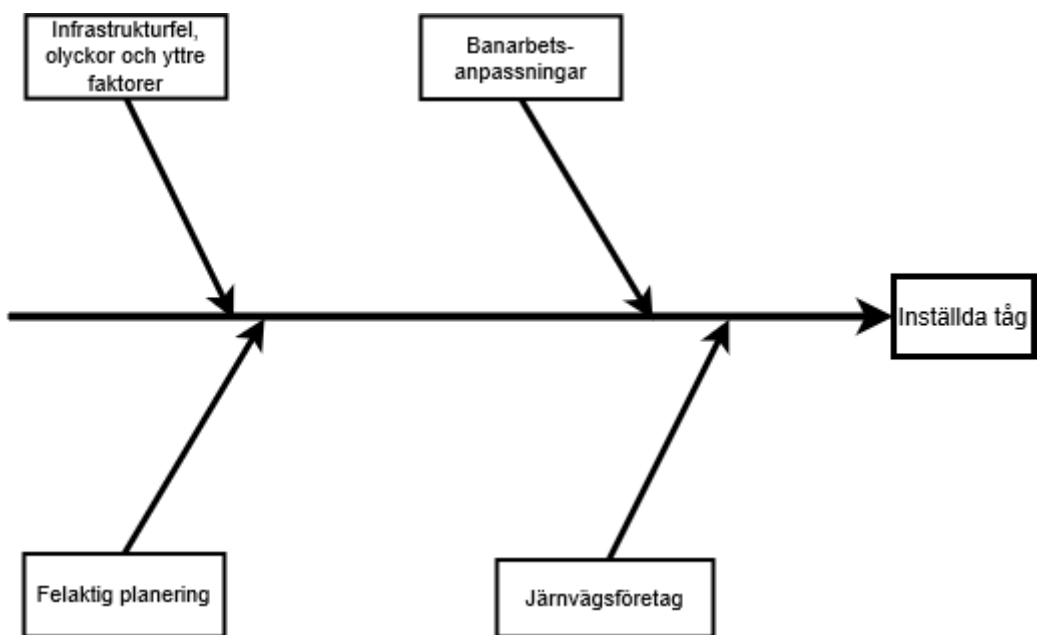 Infrastrukturfel,
olyckor och yttre
faktorer
Banarbets-
anpassningar
Inställda tåg
Felaktig planering
Järnvägsföretag